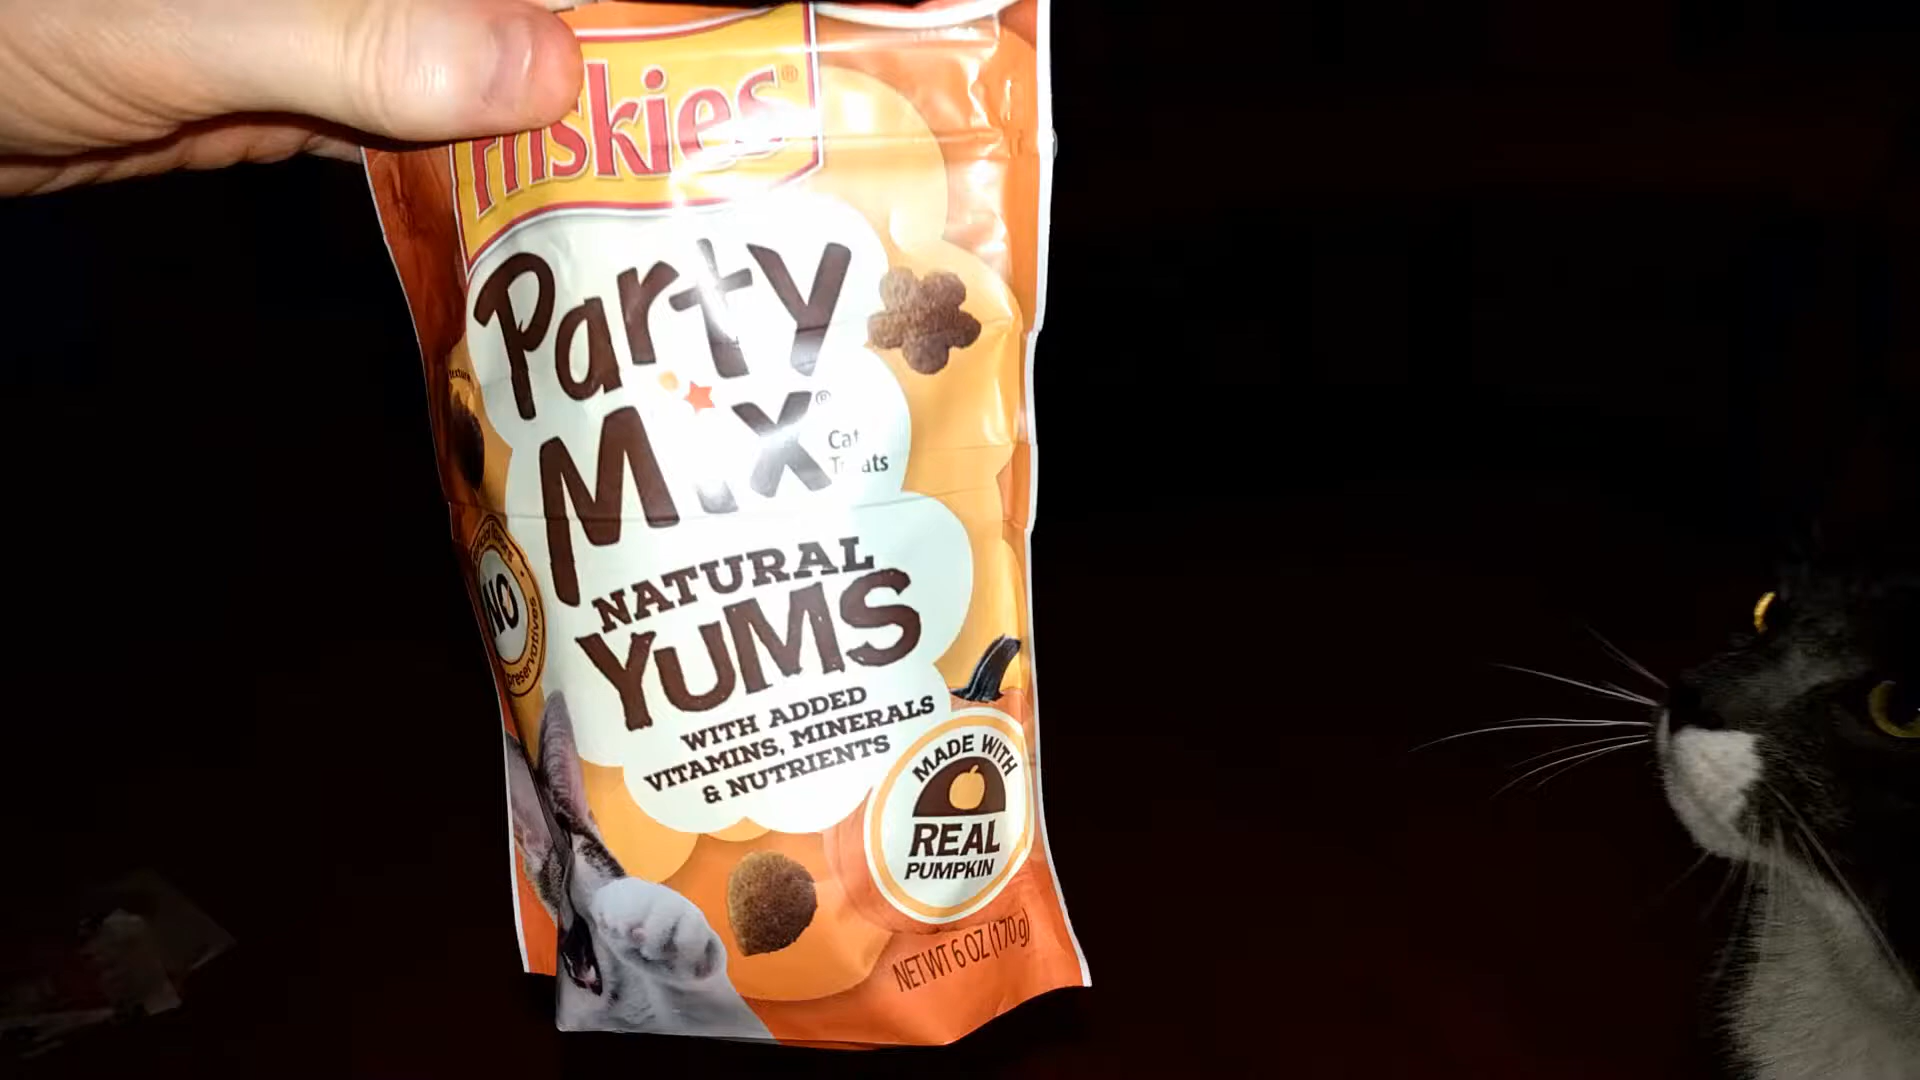 Friskies®
Party
Mix®
Cat
Treats
NATURAL
YUMS
WITH ADDED
VITAMINS, MINERALS
& NUTRIENTS
NO
preservatives
MADE WITH
REAL
PUMPKIN
NET WT 6 OZ (170 g)